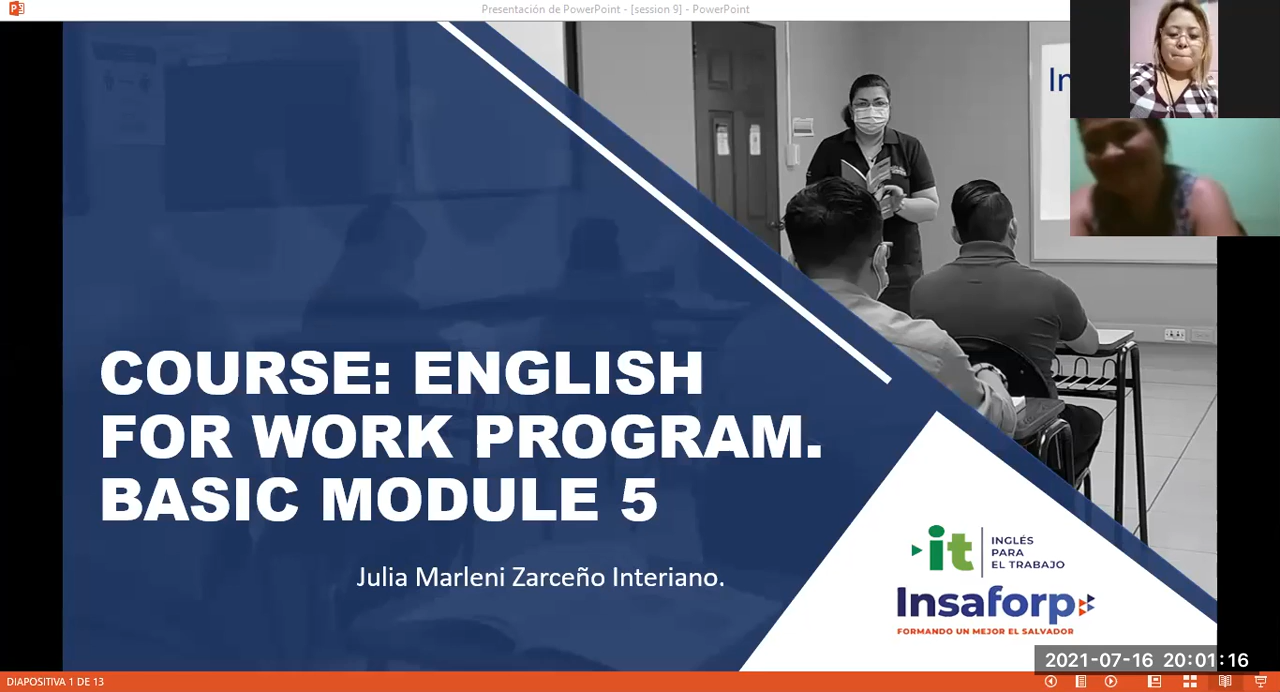 Presentación de PowerPoint - [session 9] - PowerPoint
In
COURSE: ENGLISH
FOR WORK PROGRAM.
BASIC MODULE 5
Julia Marleni Zarceño Interiano.
it
INGLÉS
PARA
EL TRABAJO
Insaforp
FORMANDO UN MEJOR EL SALVADOR
2021-07-16 20:01:16
DIAPOSITIVA 1 DE 13